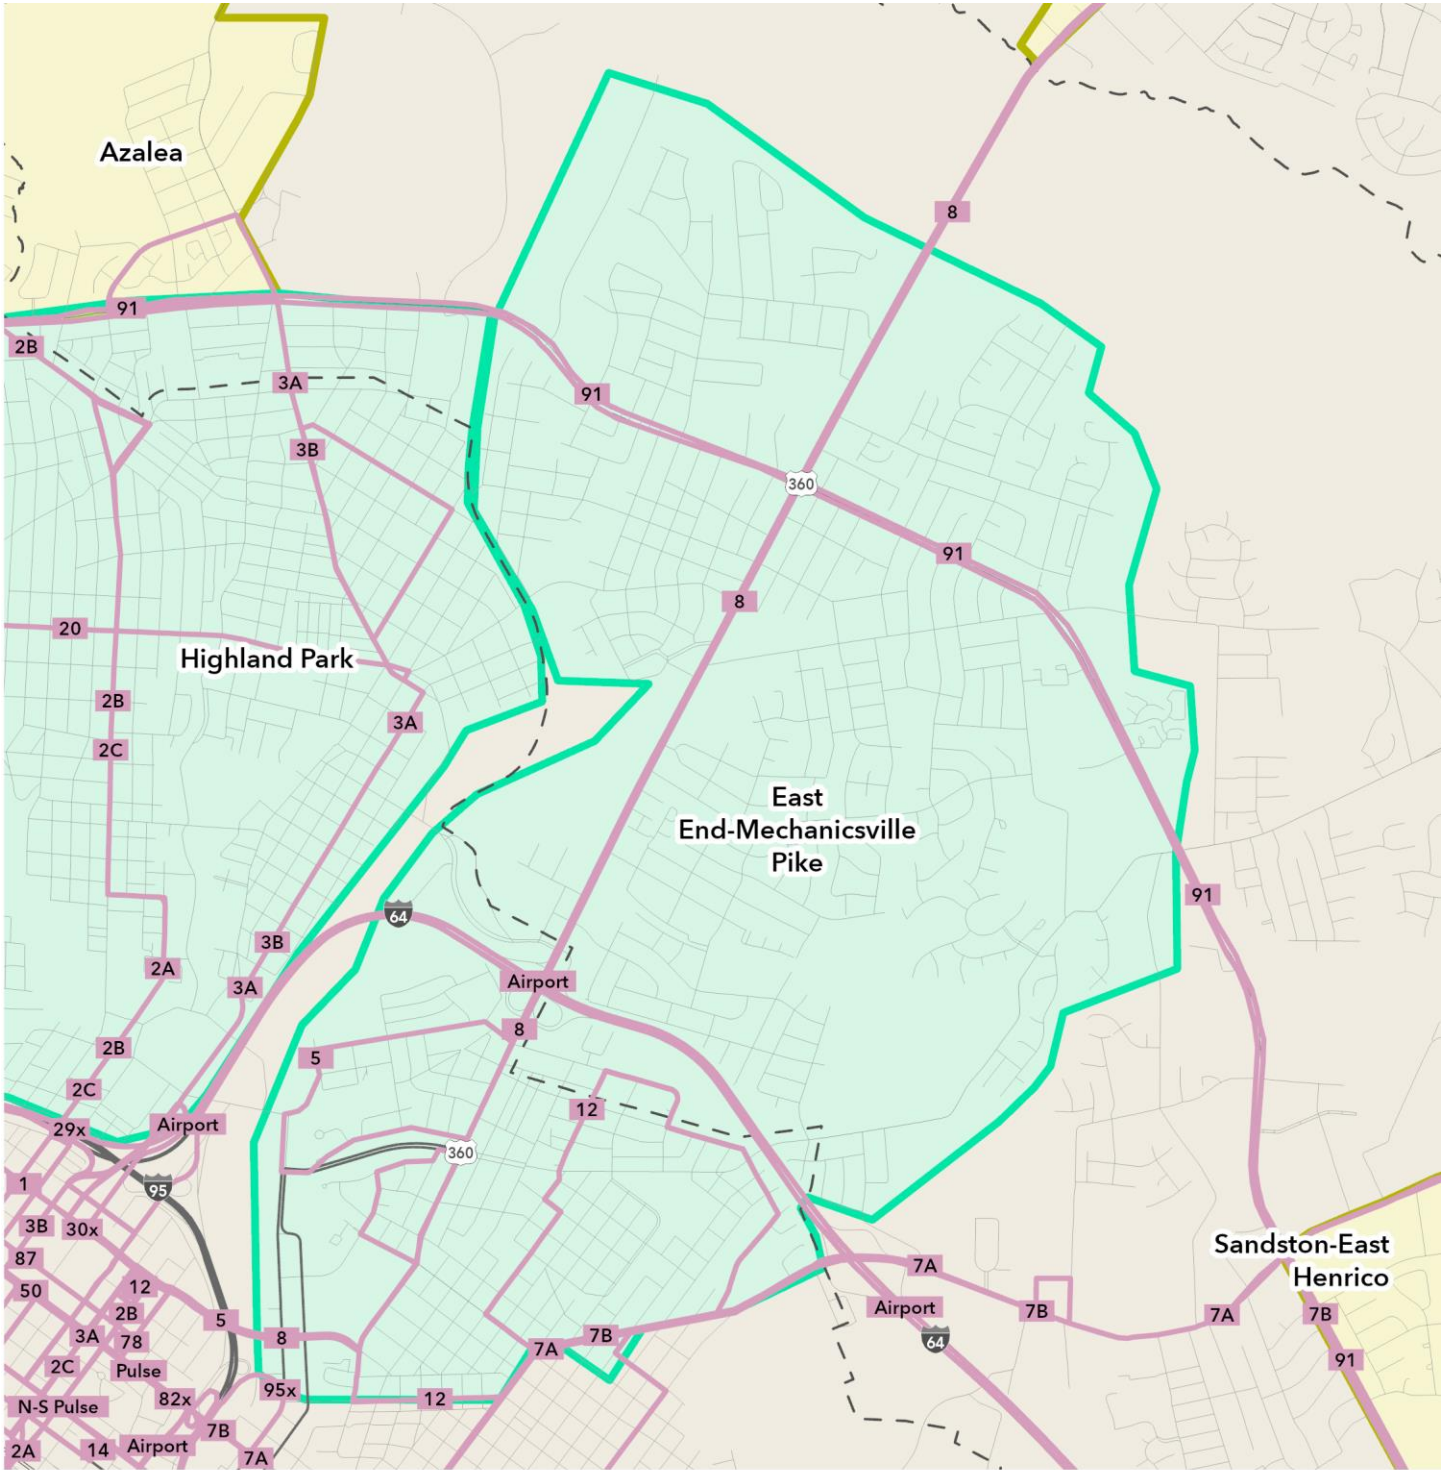 Azalea
8
91
2B
3A
91
3B
360
91
8
20
Highland Park
2B
3A
2C
East
End-Mechanicsville
Pike
91
64
3B
2A
Airport
3A
8
2B
5
2C
12
29x
Airport
360
1
95
3B
30x
Sandston-East
Henrico
87
7A
12
50
2B
5
Airport
7B
7A
7B
3A
78
8
7B
64
7A
2C
Pulse
91
95x
82x
12
N-S Pulse
7B
2A
14
Airport
7A